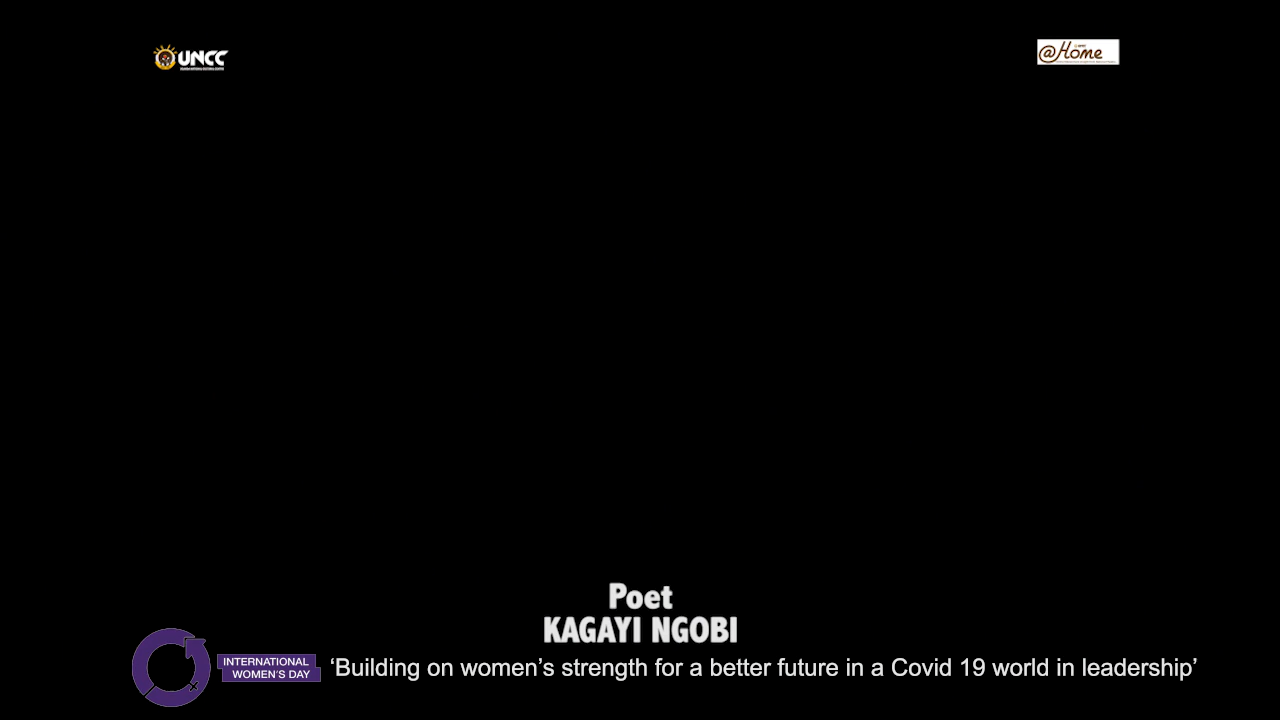 UNCC
@Home
Poet
KAGAYI NGOBI
INTERNATIONAL
WOMEN'S DAY
‘Building on women’s strength for a better future in a Covid 19 world in leadership’